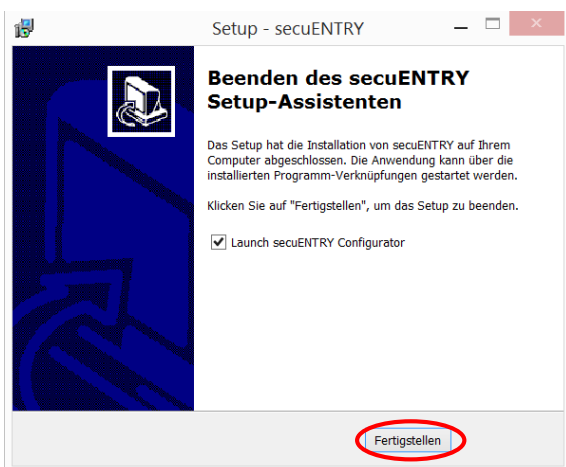 Setup - secuENTRY
Beenden des secuENTRY
Setup-Assistenten
Das Setup hat die Installation von secuENTRY auf Ihrem
Computer abgeschlossen. Die Anwendung kann über die
installierten Programm-Verknüpfungen gestartet werden.
Klicken Sie auf "Fertigstellen", um das Setup zu beenden.
Launch secuENTRY Configurator
Fertigstellen